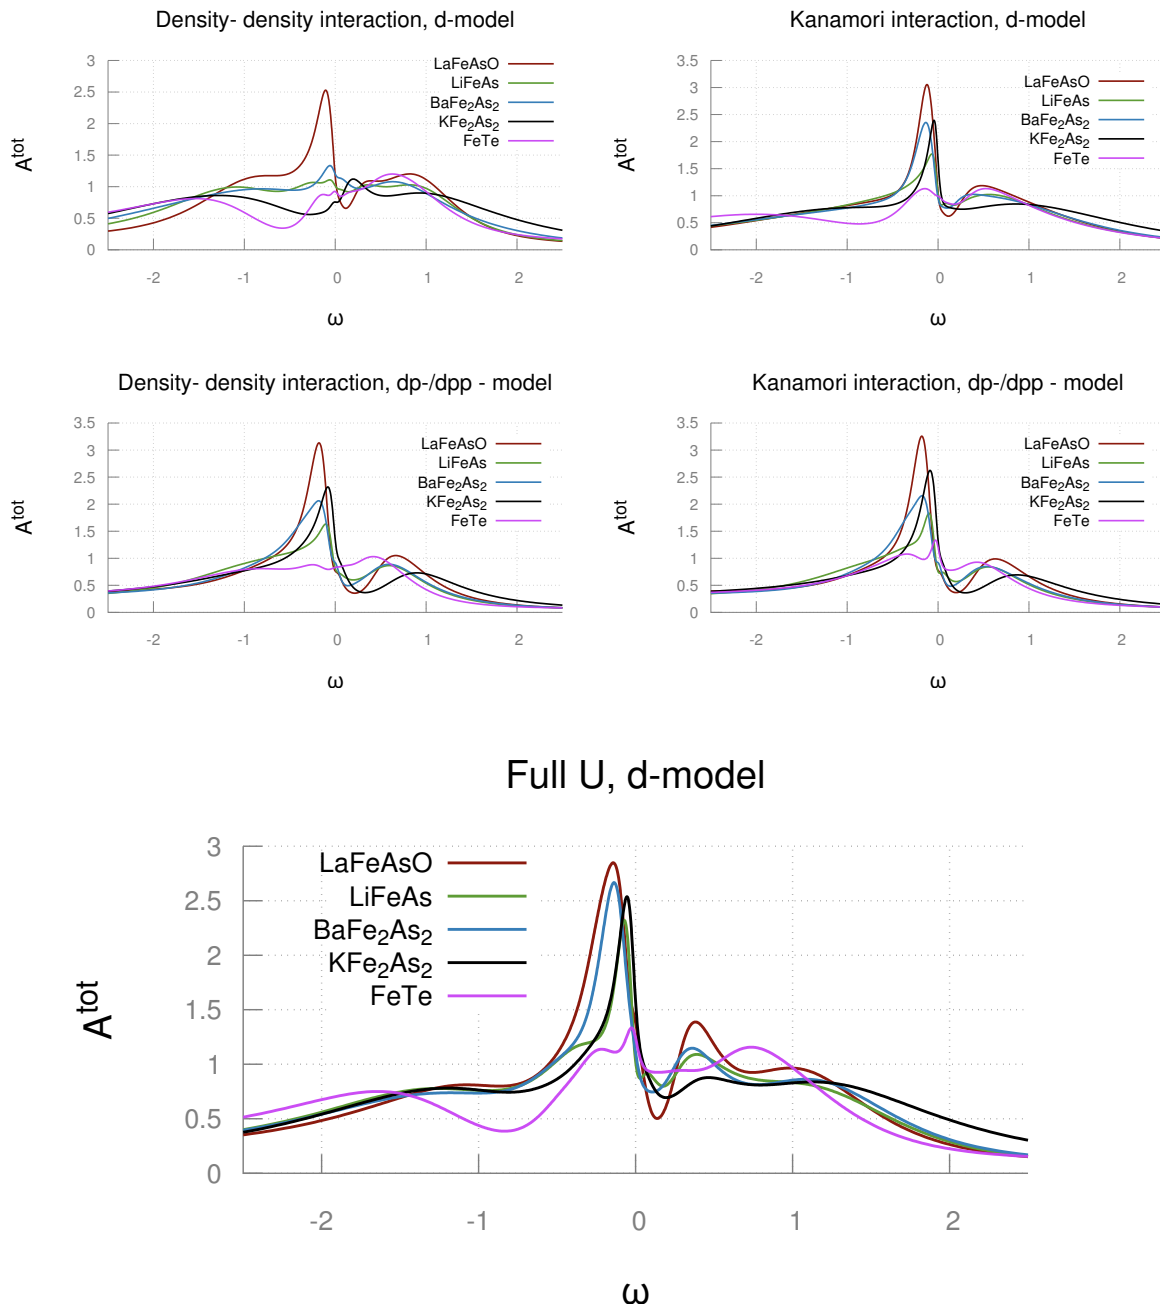 Density- density interaction, d-model
3
2.5
2
1.5
1
0.5
0
-2
-1
0
1
2
A^tot
ω
LaFeAsO
LiFeAs
BaFe₂As₂
KFe₂As₂
FeTe
Kanamori interaction, d-model
3.5
3
2.5
2
1.5
1
0.5
0
-2
-1
0
1
2
A^tot
ω
LaFeAsO
LiFeAs
BaFe₂As₂
KFe₂As₂
FeTe
Density- density interaction, dp-/dpp - model
3.5
3
2.5
2
1.5
1
0.5
0
-2
-1
0
1
2
A^tot
ω
LaFeAsO
LiFeAs
BaFe₂As₂
KFe₂As₂
FeTe
Kanamori interaction, dp-/dpp - model
3.5
3
2.5
2
1.5
1
0.5
0
-2
-1
0
1
2
A^tot
ω
LaFeAsO
LiFeAs
BaFe₂As₂
KFe₂As₂
FeTe
Full U, d-model
3
2.5
2
1.5
1
0.5
0
-2
-1
0
1
2
A^tot
ω
LaFeAsO
LiFeAs
BaFe₂As₂
KFe₂As₂
FeTe